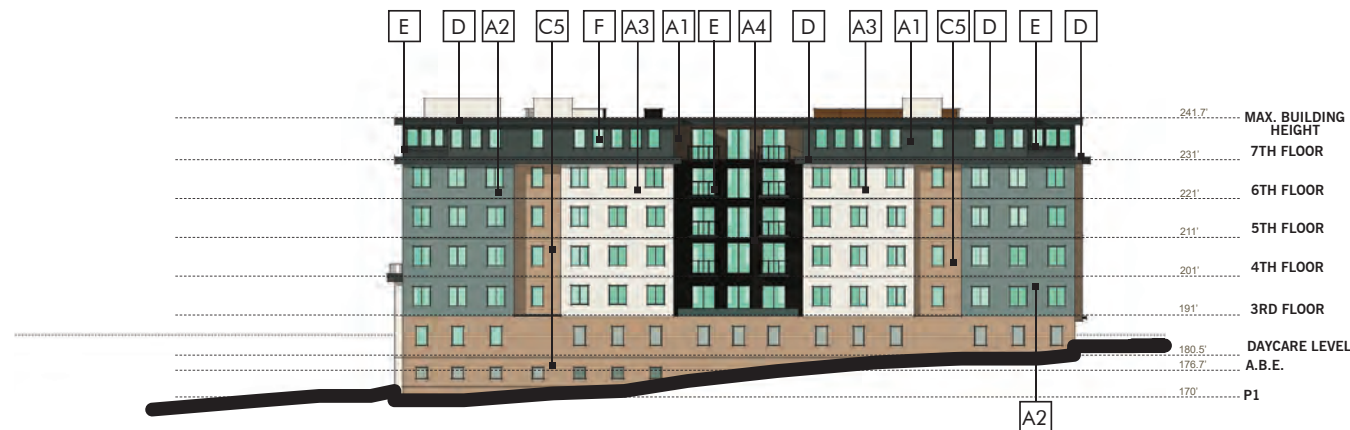 E D A2 C5 F A3 A1 E A4 D A3 A1 C5 D E D
241.7' MAX. BUILDING
HEIGHT
231' 7TH FLOOR
221' 6TH FLOOR
211' 5TH FLOOR
201' 4TH FLOOR
191' 3RD FLOOR
180.5' DAYCARE LEVEL
176.7' A.B.E.
170' P1
A2